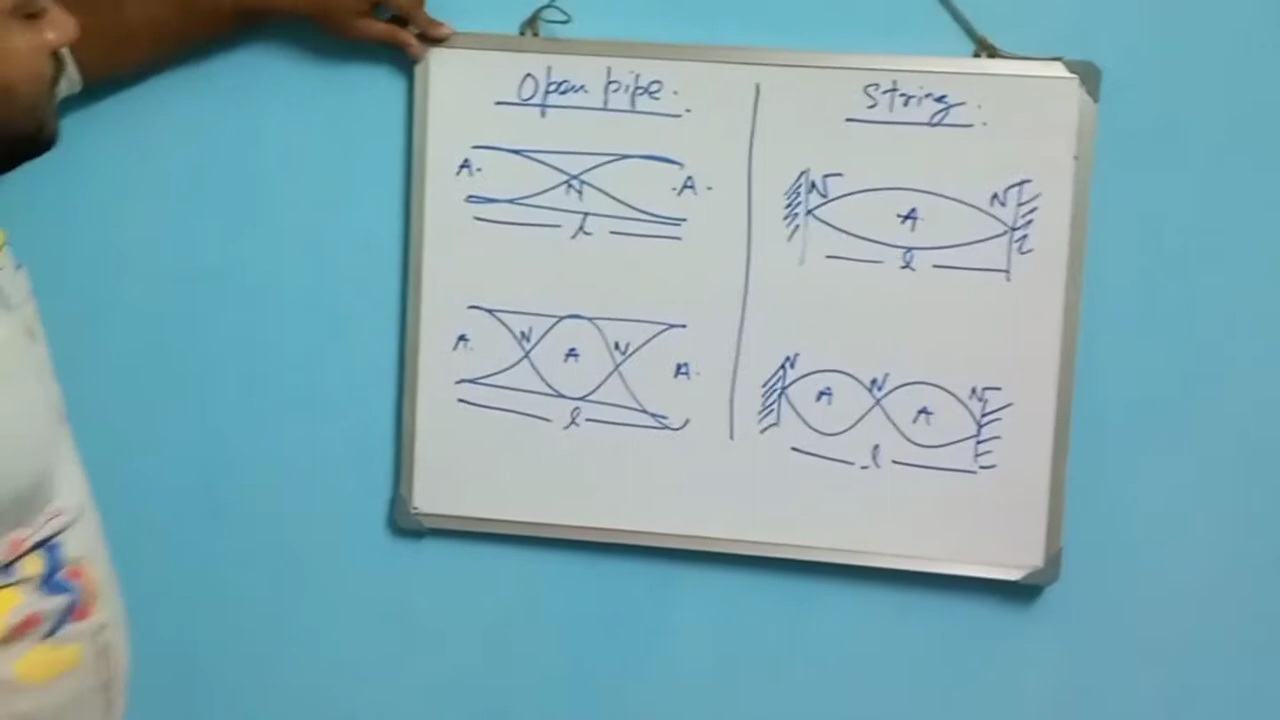 Open pipe.
A. N .A.
l
A. N A N A.
l
String.
N A N
l
N A N A N
l